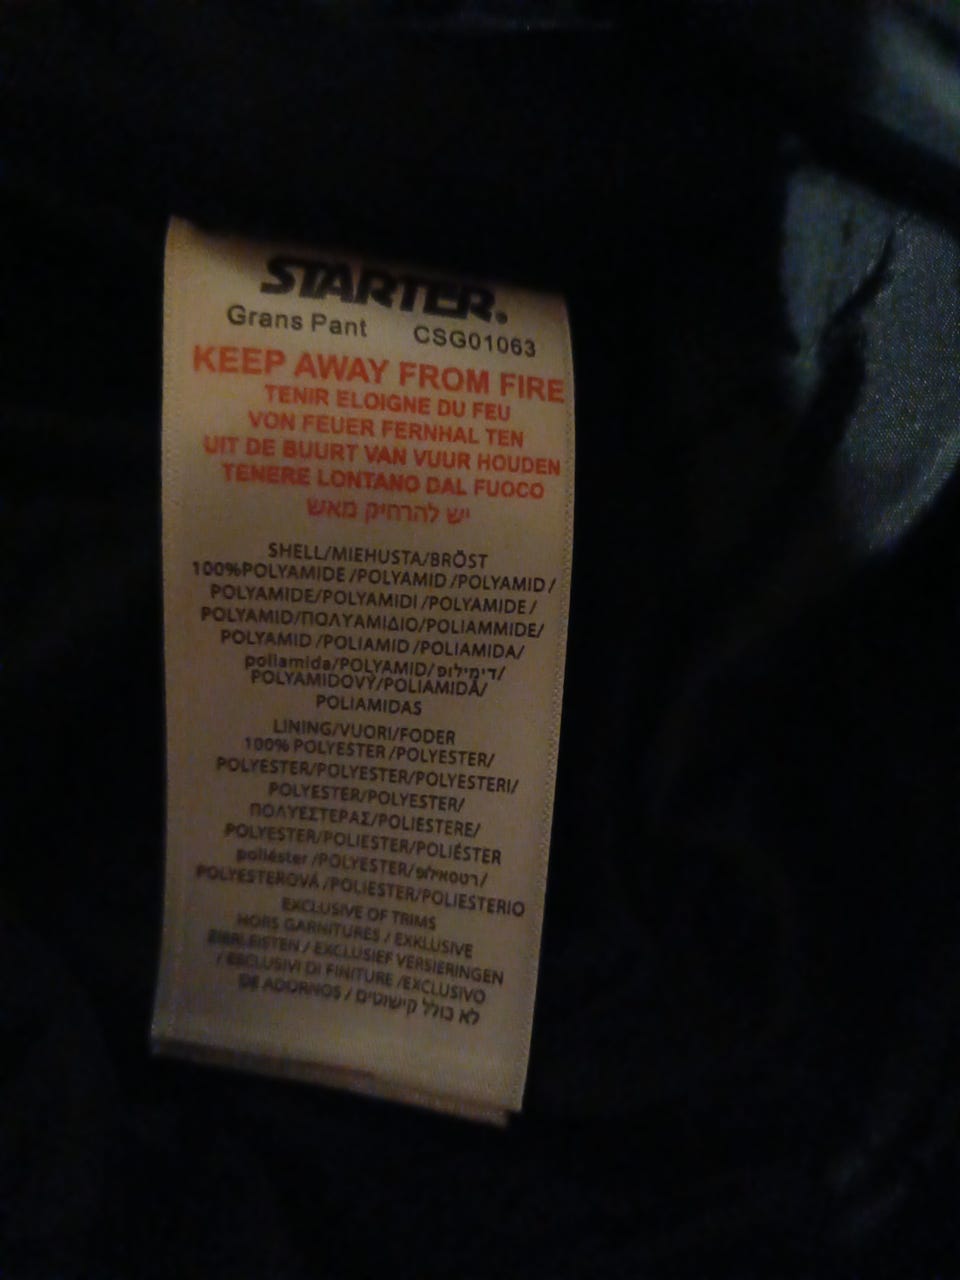 STARTER.
Grans Pant CSG01063
KEEP AWAY FROM FIRE
TENIR ELOIGNE DU FEU
VON FEUER FERNHAL TEN
UIT DE BUURT VAN VUUR HOUDEN
TENERE LONTANO DAL FUOCO
יש להרחיק מאש
SHELL/MIEHUSTA/BRÖST
100%POLYAMIDE /POLYAMID /POLYAMID /
POLYAMIDE/POLYAMIDI /POLYAMIDE /
POLYAMID/ΠΟΛΥΑΜΙΔΙΟ/POLIAMMIDE/
POLYAMID /POLIAMID /POLIAMIDA/
poliamida/POLYAMID/דימילופ/
POLYAMIDOVÝ/POLIAMIDĂ/
POLIAMIDAS
LINING/VUORI/FODER
100% POLYESTER /POLYESTER/
POLYESTER/POLYESTER/POLYESTERI/
POLYESTER/POLYESTER/
ΠΟΛΥΕΣΤΕΡΑΣ/POLIESTERE/
POLYESTER/POLIESTER/POLIÉSTER
poliéster /POLYESTER/רטסאילופ/
POLYESTEROVÁ /POLIESTER/POLIESTERIO
EXCLUSIVE OF TRIMS
HORS GARNITURES / EXKLUSIVE
/ EXCLUSIEF VERSIERINGEN
/ ESCLUSIVI DI FINITURE /EXCLUSIVO
DE ADORNOS / לא כולל קישוטים